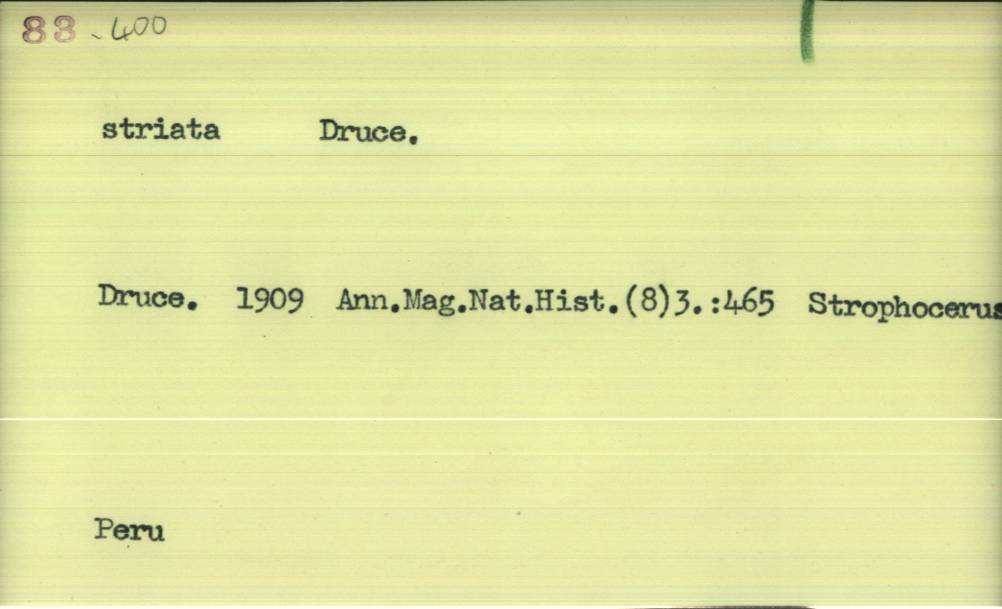 88.400
striata Druce.
Druce. 1909 Ann.Mag.Nat.Hist.(8)3.:465 Strophocerus
Peru